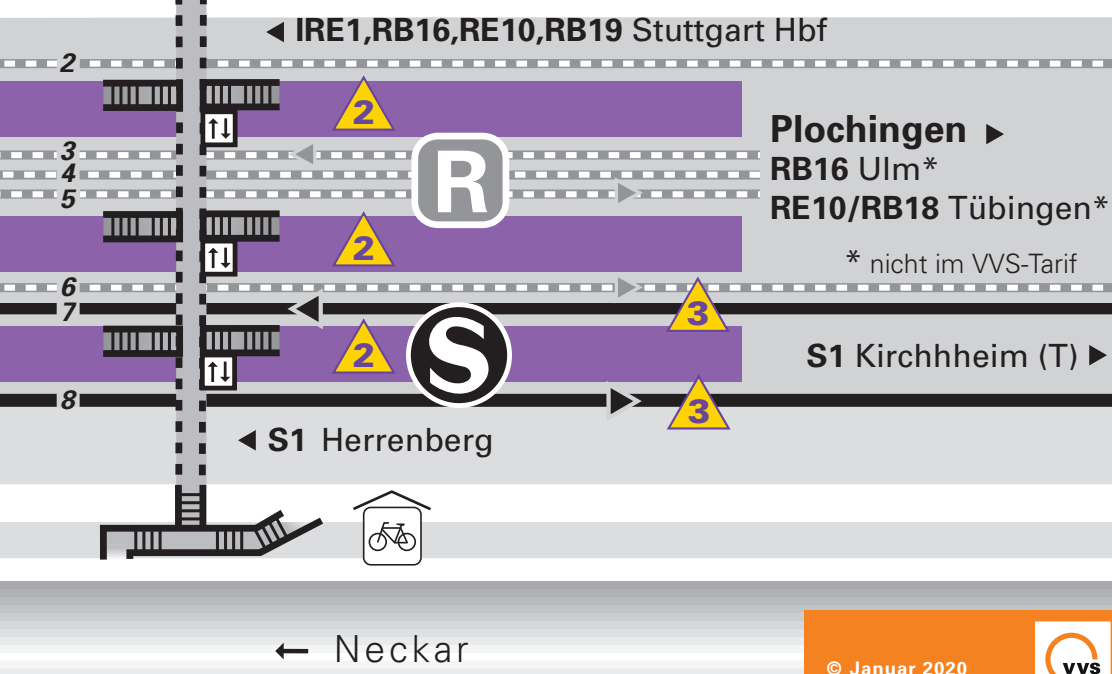 ◄ IRE1,RB16,RE10,RB19 Stuttgart Hbf
2
2
Plochingen ►
3
RB16 Ulm*
4
R
5
RE10/RB18 Tübingen*
2
* nicht im VVS-Tarif
6
7
3
2
S
S1 Kirchhheim (T) ►
8
3
◄ S1 Herrenberg
← Neckar
© Januar 2020
VVS